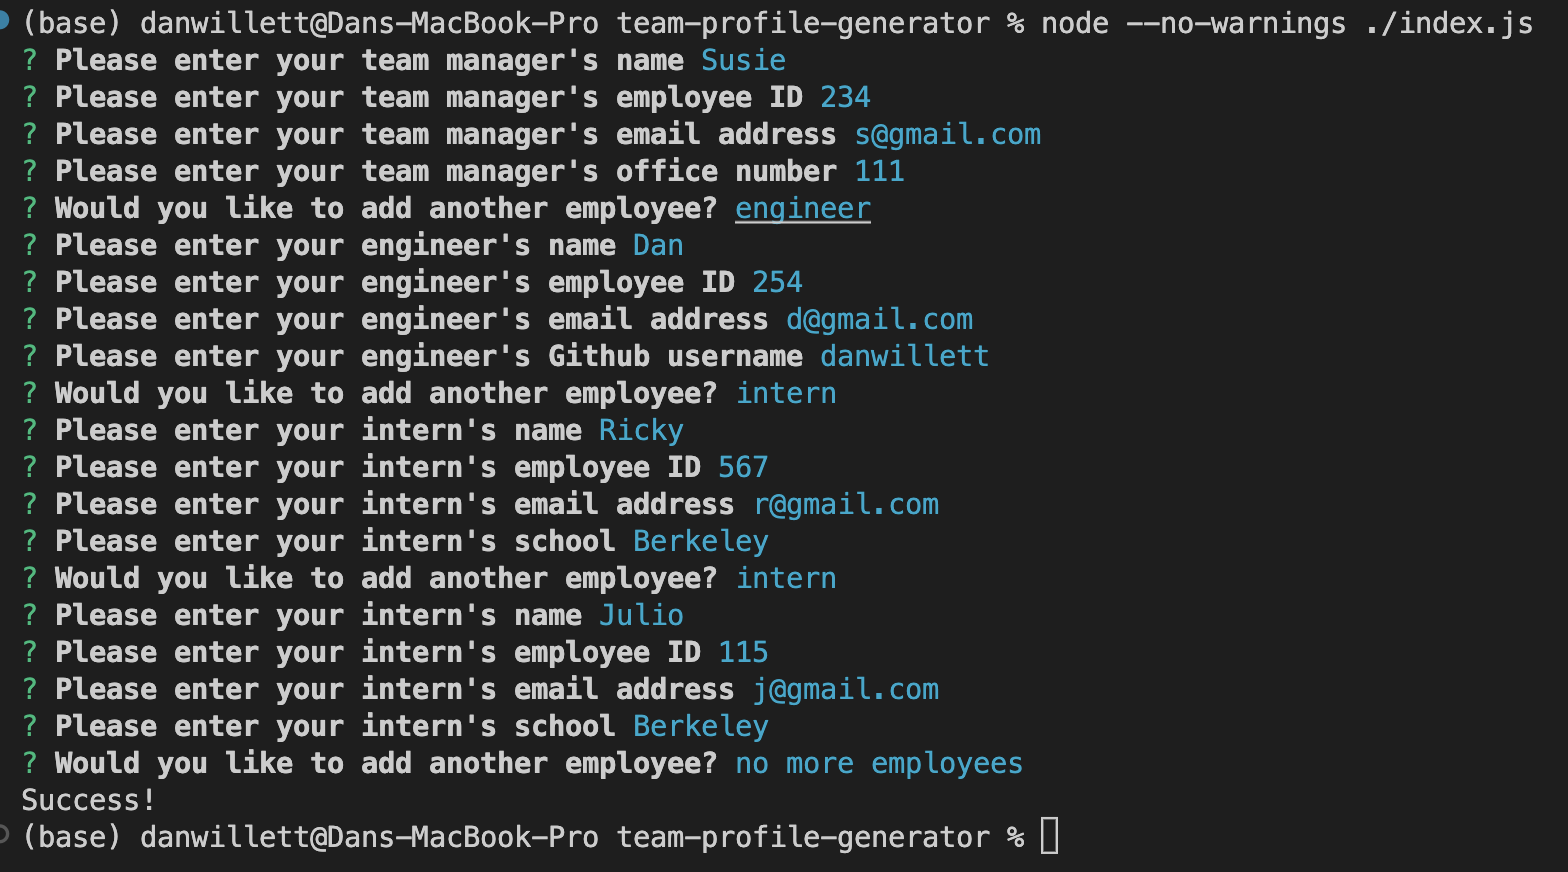 (base) danwillett@Dans-MacBook-Pro team-profile-generator % node --no-warnings ./index.js
? Please enter your team manager's name Susie
? Please enter your team manager's employee ID 234
? Please enter your team manager's email address s@gmail.com
? Please enter your team manager's office number 111
? Would you like to add another employee? engineer
? Please enter your engineer's name Dan
? Please enter your engineer's employee ID 254
? Please enter your engineer's email address d@gmail.com
? Please enter your engineer's Github username danwillett
? Would you like to add another employee? intern
? Please enter your intern's name Ricky
? Please enter your intern's employee ID 567
? Please enter your intern's email address r@gmail.com
? Please enter your intern's school Berkeley
? Would you like to add another employee? intern
? Please enter your intern's name Julio
? Please enter your intern's employee ID 115
? Please enter your intern's email address j@gmail.com
? Please enter your intern's school Berkeley
? Would you like to add another employee? no more employees
Success!
(base) danwillett@Dans-MacBook-Pro team-profile-generator %